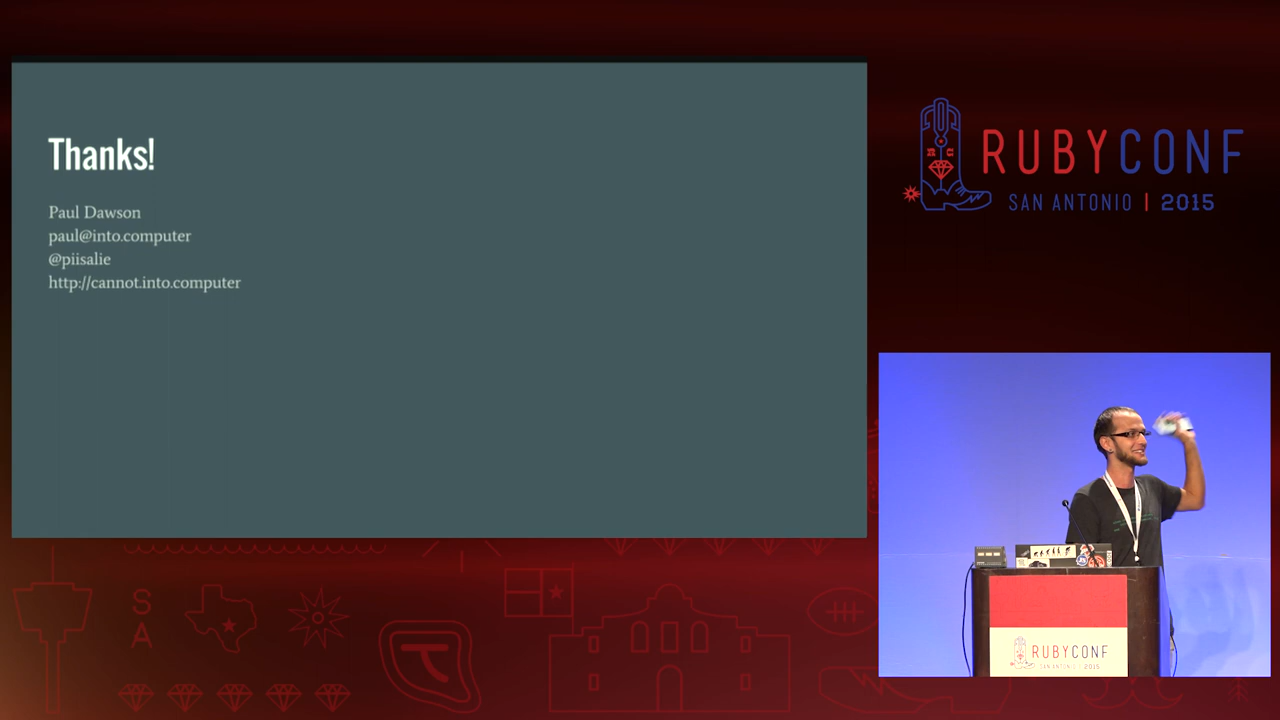 Thanks!
Paul Dawson
paul@into.computer
@piisalie
http://cannot.into.computer
RUBYCONF
SAN ANTONIO | 2015
S
A
RUBYCONF
SAN ANTONIO | 2015